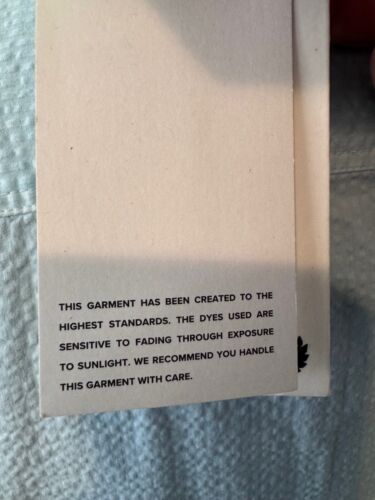 THIS GARMENT HAS BEEN CREATED TO THE
HIGHEST STANDARDS. THE DYES USED ARE
SENSITIVE TO FADING THROUGH EXPOSURE
TO SUNLIGHT. WE RECOMMEND YOU HANDLE
THIS GARMENT WITH CARE.